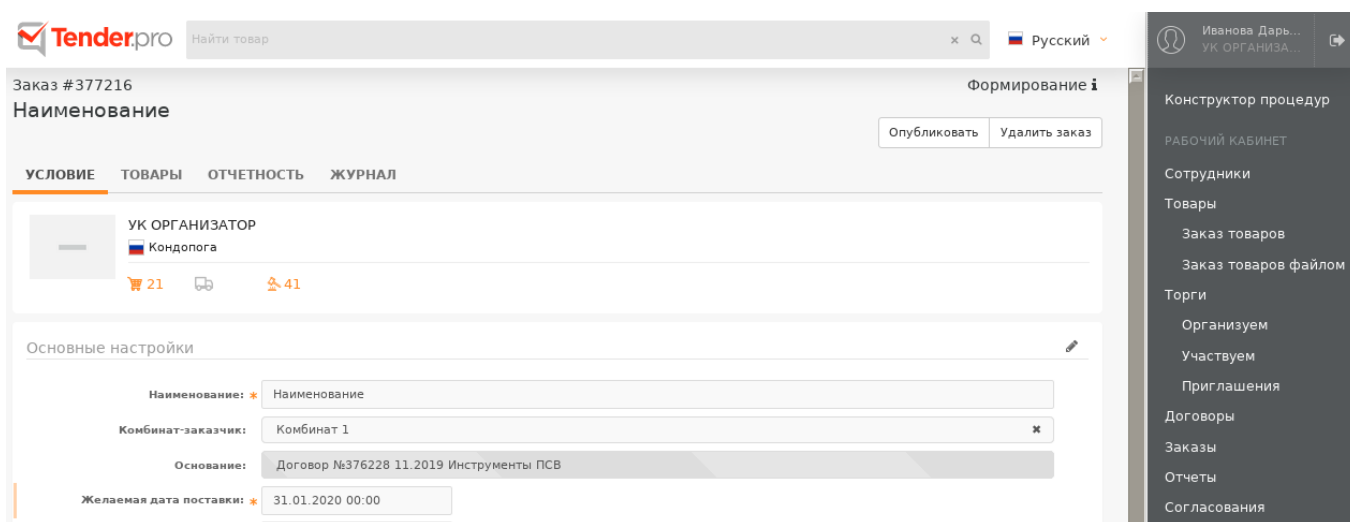 Tender.pro
Найти товар
Русский
Иванова Дарь...
УК ОРГАНИЗА...
Заказ #377216
Формирование
Наименование
Опубликовать
Удалить заказ
УСЛОВИЕ
ТОВАРЫ
ОТЧЕТНОСТЬ
ЖУРНАЛ
УК ОРГАНИЗАТОР
Кондопога
21
41
Основные настройки
Наименование: * Наименование
Комбинат-заказчик: Комбинат 1
Основание: Договор №376228 11.2019 Инструменты ПСВ
Желаемая дата поставки: * 31.01.2020 00:00
Конструктор процедур
РАБОЧИЙ КАБИНЕТ
Сотрудники
Товары
Заказ товаров
Заказ товаров файлом
Торги
Организуем
Участвуем
Приглашения
Договоры
Заказы
Отчеты
Согласования